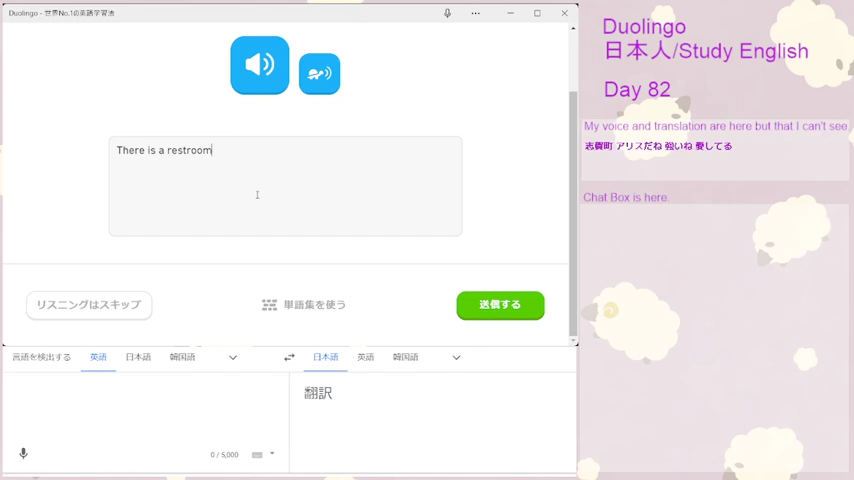 Duolingo - 世界No.1の英語学習法
There is a restroom
リスニングはスキップ
単語集を使う
送信する
言語を検出する 英語 日本語 韓国語
日本語 英語 韓国語
翻訳
0 / 5,000
Duolingo
日本人/Study English
Day 82
My voice and translation are here but that I can't see
志賀町 アリスだね 強いね 愛してる
Chat Box is here.